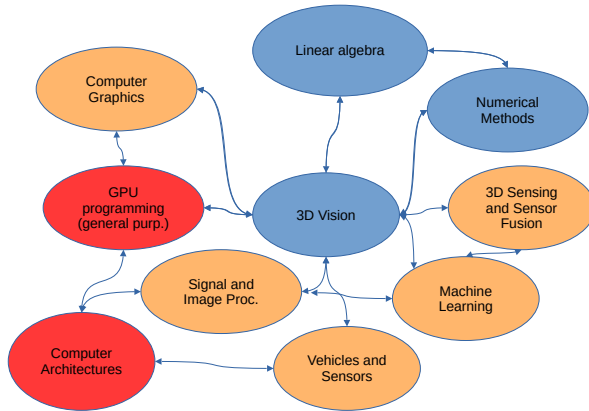 Linear algebra
Computer
Graphics
Numerical
Methods
GPU
programming
(general purp.)
3D Vision
3D Sensing
and Sensor
Fusion
Signal and
Image Proc.
Machine
Learning
Computer
Architectures
Vehicles and
Sensors